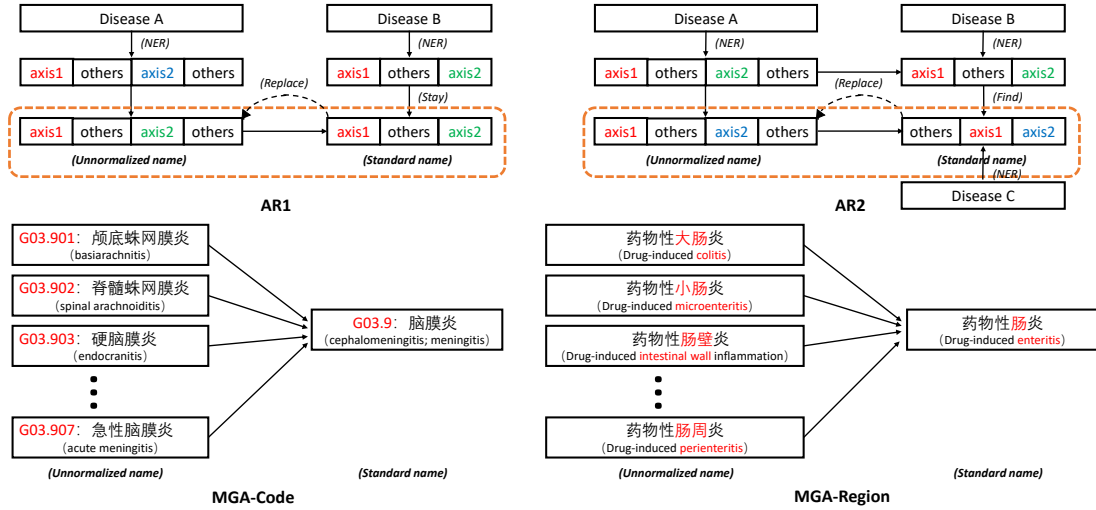 Disease A
Disease B
(NER)
(NER)
axis1 others axis2 others
axis1 others axis2
(Replace)
(Stay)
axis1 others axis2 others
axis1 others axis2
(Unnormalized name)
(Standard name)
AR1
Disease A
Disease B
(NER)
(NER)
axis1 others axis2 others
axis1 others axis2
(Replace)
(Find)
axis1 others axis2 others
others axis1 axis2
(Unnormalized name)
(Standard name)
(NER)
Disease C
AR2
G03.901：颅底蛛网膜炎
(basiarachnitis)
G03.902：脊髓蛛网膜炎
(spinal arachnoiditis)
G03.903：硬脑膜炎
(endocranitis)
G03.907：急性脑膜炎
(acute meningitis)
(Unnormalized name)
G03.9：脑膜炎
(cephalomeningitis; meningitis)
(Standard name)
MGA-Code
药物性大肠炎
(Drug-induced colitis)
药物性小肠炎
(Drug-induced microenteritis)
药物性肠壁炎
(Drug-induced intestinal wall inflammation)
药物性肠周炎
(Drug-induced perienteritis)
(Unnormalized name)
药物性肠炎
(Drug-induced enteritis)
(Standard name)
MGA-Region